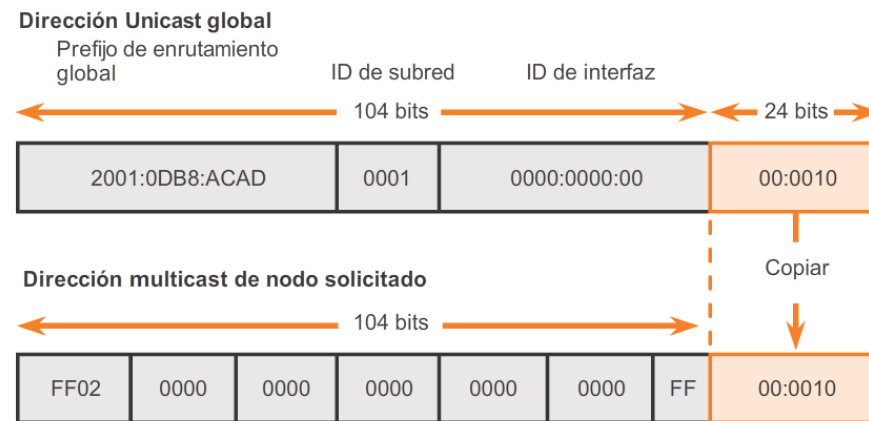 Dirección Unicast global
Prefijo de enrutamiento
global
ID de subred
ID de interfaz
104 bits
24 bits
2001:0DB8:ACAD
0001
0000:0000:00
00:0010
Copiar
Dirección multicast de nodo solicitado
104 bits
FF02
0000
0000
0000
0000
0000
FF
00:0010